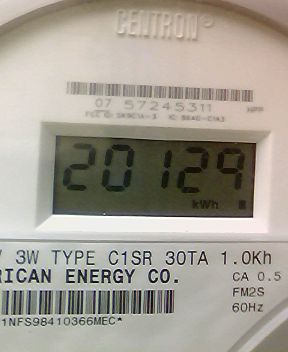 CENTRON®
07 57245311
20129
kWh
V 3W TYPE C1SR 30TA 1.0Kh
RICAN ENERGY CO.
CA 0.5
FM2S
60Hz
1NFS98410366MEC*